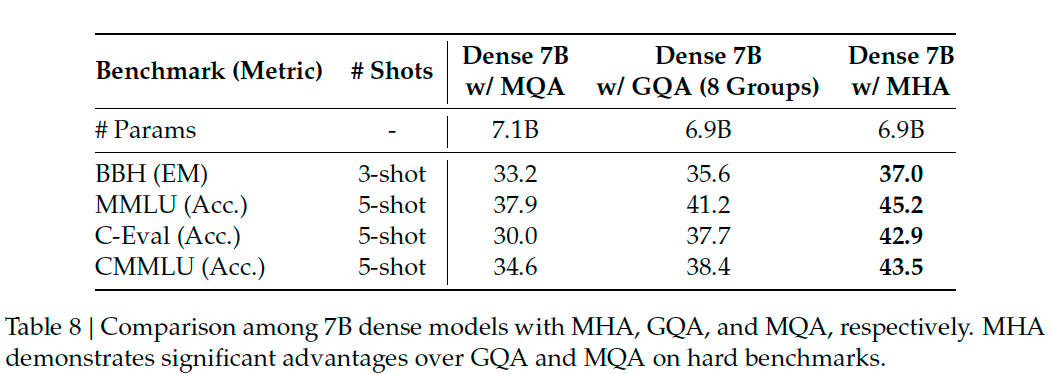 Benchmark (Metric) # Shots Dense 7B w/ MQA Dense 7B w/ GQA (8 Groups) Dense 7B w/ MHA
# Params - 7.1B 6.9B 6.9B
BBH (EM) 3-shot 33.2 35.6 37.0
MMLU (Acc.) 5-shot 37.9 41.2 45.2
C-Eval (Acc.) 5-shot 30.0 37.7 42.9
CMMLU (Acc.) 5-shot 34.6 38.4 43.5
Table 8 | Comparison among 7B dense models with MHA, GQA, and MQA, respectively. MHA
demonstrates significant advantages over GQA and MQA on hard benchmarks.